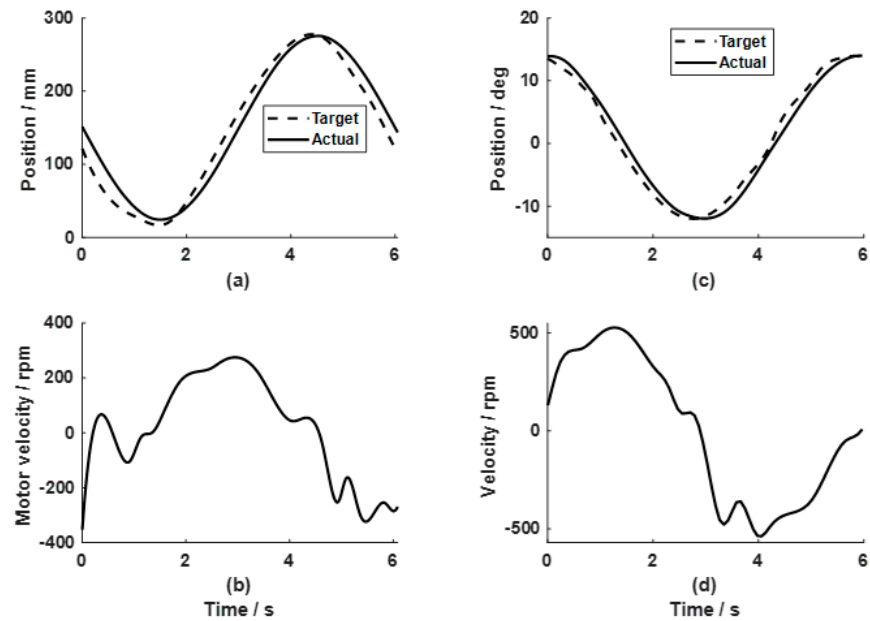 300
200
100
0
Position / mm
Target
Actual
0
2
4
6
(a)
20
10
0
-10
Position / deg
Target
Actual
0
2
4
6
(c)
400
200
0
-200
-400
Motor velocity / rpm
0
2
4
6
(b)
Time / s
500
0
-500
Velocity / rpm
0
2
4
6
(d)
Time / s